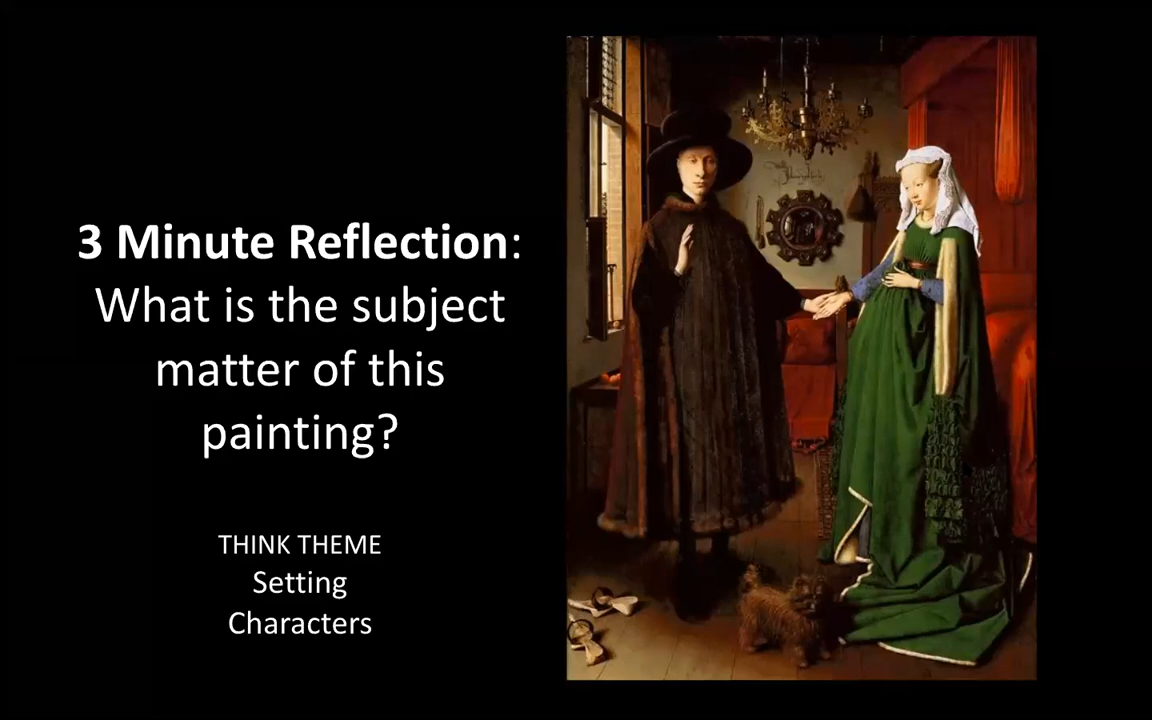 3 Minute Reflection:
What is the subject
matter of this
painting?
THINK THEME
Setting
Characters